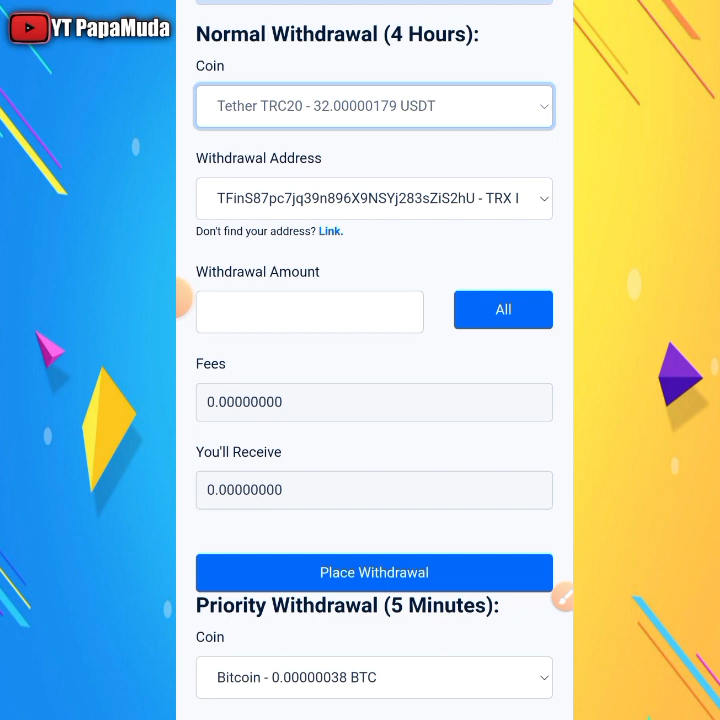 YT PapaMuda
Normal Withdrawal (4 Hours):
Coin
Tether TRC20 - 32.00000179 USDT
Withdrawal Address
TFinS87pc7jq39n896X9NSYj283sZiS2hU - TRX I
Don't find your address? Link.
Withdrawal Amount
All
Fees
0.00000000
You'll Receive
0.00000000
Place Withdrawal
Priority Withdrawal (5 Minutes):
Coin
Bitcoin - 0.00000038 BTC